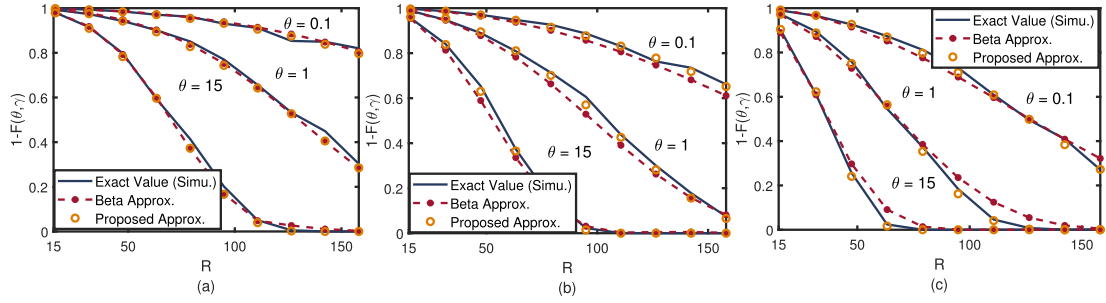 1
0.8
0.6
0.4
0.2
0
1-F(θ,γ)
θ = 0.1
θ = 1
θ = 15
Exact Value (Simu.)
Beta Approx.
Proposed Approx.
15 50 100 150
R
(a)
1
0.8
0.6
0.4
0.2
0
1-F(θ,γ)
θ = 0.1
θ = 1
θ = 15
Exact Value (Simu.)
Beta Approx.
Proposed Approx.
15 50 100 150
R
(b)
1
0.8
0.6
0.4
0.2
0
1-F(θ,γ)
Exact Value (Simu.)
Beta Approx.
Proposed Approx.
θ = 1
θ = 0.1
θ = 15
15 50 100 150
R
(c)